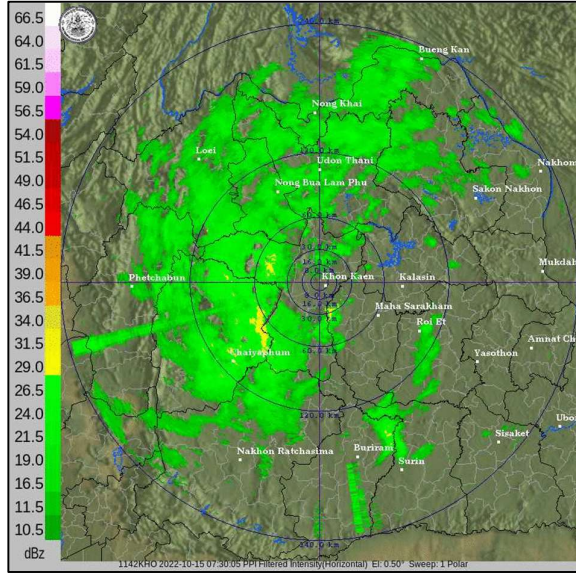 66.5
64.0
61.5
59.0
56.5
54.0
51.5
49.0
46.5
44.0
41.5
39.0
36.5
34.0
31.5
29.0
26.5
24.0
21.5
19.0
16.5
11.5
10.5
dBz
Bueng Kan
Nong Khai
Loei
Udon Thani
Nakhom
Nong Bua Lam Phu
Sakon Nakhon
Mukdah
Phetchabun
Khon Kaen
Kalasin
Maha Sarakham
Roi Et
Amnat Ch
Chaiyaphum
Yasothon
120.0 km
Ubo
Sisaket
Nakhon Ratchasima
Buriram
Surin
1142KHO 2022-10-15 07:30:05 PPI Filtered Intensity(Horizontal) El: 0.50° Sweep: 1 Polar